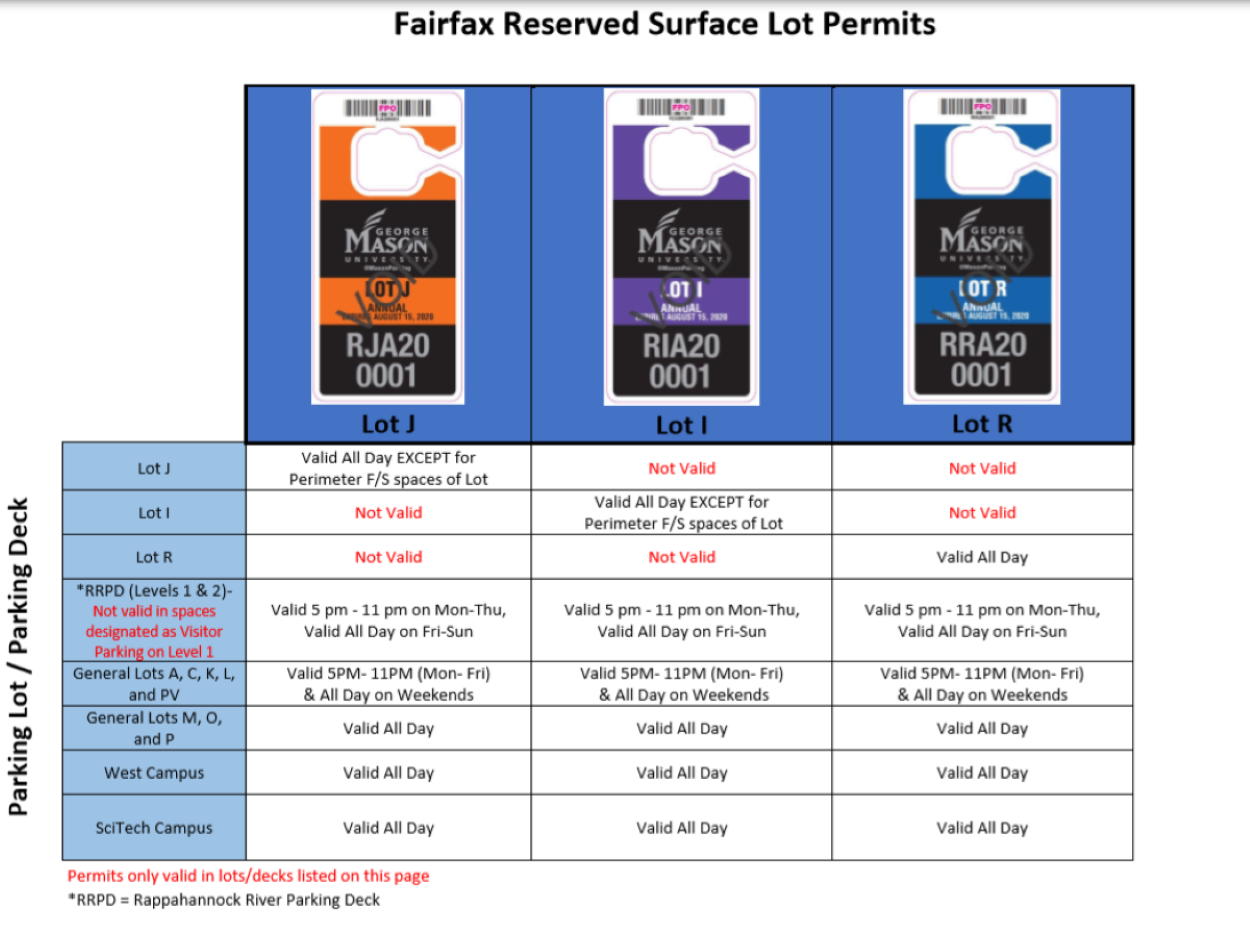 Fairfax Reserved Surface Lot Permits
FPO
FPO
FPO
GEORGE
MASON
UNIVERSITY
@MasonParking
LOT J
ANNUAL
EXPIRES AUGUST 15, 2020
RJA20
0001
VOID
GEORGE
MASON
UNIVERSITY
@MasonParking
LOT I
ANNUAL
EXPIRES AUGUST 15, 2020
RIA20
0001
VOID
GEORGE
MASON
UNIVERSITY
@MasonParking
LOT R
ANNUAL
EXPIRES AUGUST 15, 2020
RRA20
0001
VOID
Lot J Lot I Lot R
Parking Lot / Parking Deck
Lot J
Valid All Day EXCEPT for
Perimeter F/S spaces of Lot
Not Valid
Not Valid
Lot I
Not Valid
Valid All Day EXCEPT for
Perimeter F/S spaces of Lot
Not Valid
Lot R
Not Valid
Not Valid
Valid All Day
*RRPD (Levels 1 & 2)-
Not valid in spaces
designated as Visitor
Parking on Level 1
Valid 5 pm - 11 pm on Mon-Thu,
Valid All Day on Fri-Sun
Valid 5 pm - 11 pm on Mon-Thu,
Valid All Day on Fri-Sun
Valid 5 pm - 11 pm on Mon-Thu,
Valid All Day on Fri-Sun
General Lots A, C, K, L,
and PV
Valid 5PM- 11PM (Mon- Fri)
& All Day on Weekends
Valid 5PM- 11PM (Mon- Fri)
& All Day on Weekends
Valid 5PM- 11PM (Mon- Fri)
& All Day on Weekends
General Lots M, O,
and P
Valid All Day
Valid All Day
Valid All Day
West Campus
Valid All Day
Valid All Day
Valid All Day
SciTech Campus
Valid All Day
Valid All Day
Valid All Day
Permits only valid in lots/decks listed on this page
*RRPD = Rappahannock River Parking Deck